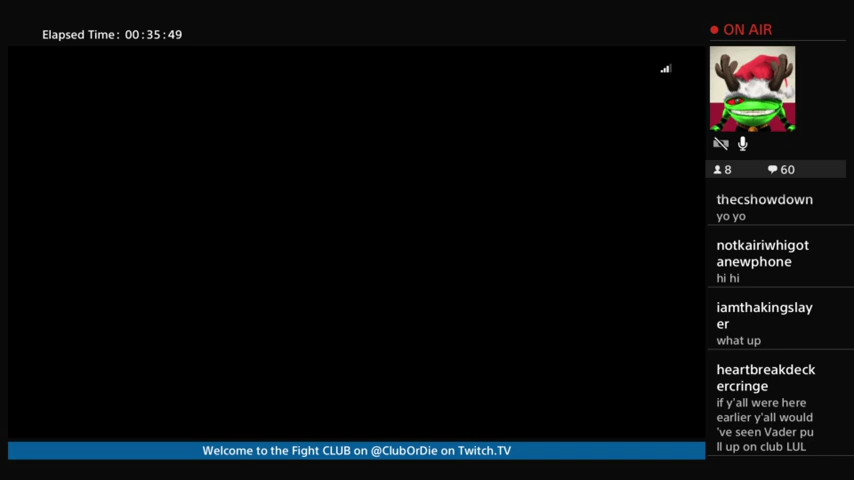 Elapsed Time: 00:35:49
ON AIR
8 60
thecshowdown
yo yo
notkairiwhigot
anewphone
hi hi
iamthakingslay
er
what up
heartbreakdeck
ercringe
if y'all were here
earlier y'all would
've seen Vader pu
ll up on club LUL
Welcome to the Fight CLUB on @ClubOrDie on Twitch.TV